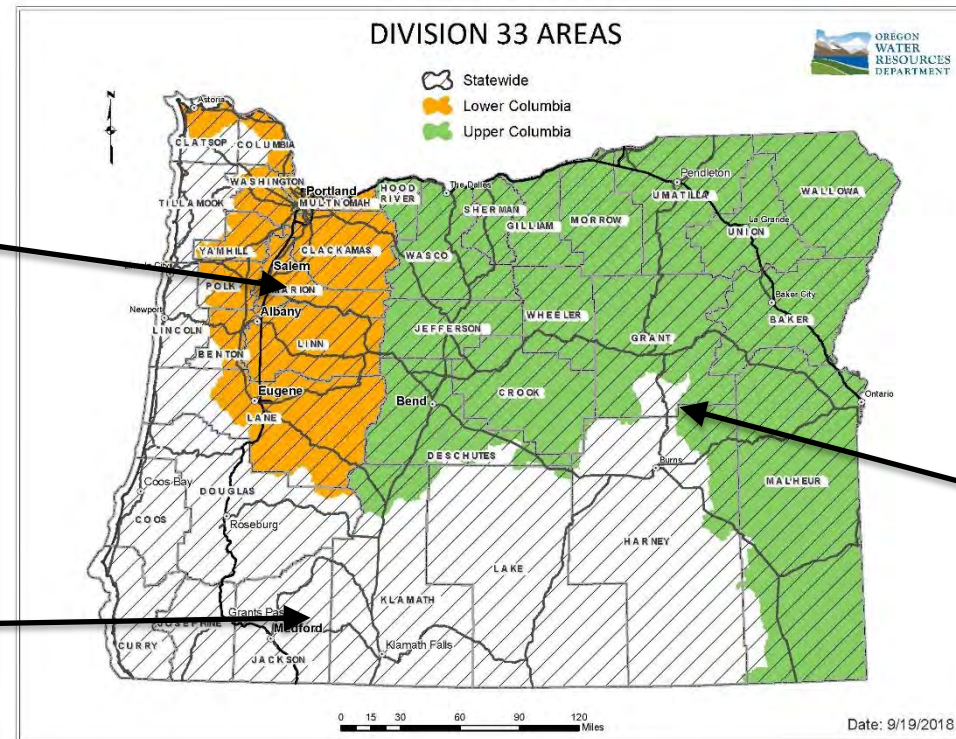 DIVISION 33 AREAS
OREGON
WATER
RESOURCES
DEPARTMENT
Statewide
Lower Columbia
Upper Columbia
N
Astoria
CLATSOP
COLUMBIA
WASHINGTON
Portland
TILLAMOOK
MULTNOMAH
HOOD
RIVER
The Dalles
SHERMAN
GILLIAM
MORROW
Pendleton
UMATILLA
WALLOWA
La Grande
UNION
YAMHILL
CLACKAMAS
WASCO
Salem
MARION
POLK
Albany
Newport
LINCOLN
LINN
BENTON
JEFFERSON
WHEELER
GRANT
Baker City
BAKER
Eugene
LANE
Bend
CROOK
Ontario
DESCHUTES
Burns
MALHEUR
Coos Bay
DOUGLAS
COOS
Roseburg
HARNEY
LAKE
KLAMATH
Grants Pass
JOSEPHINE
Medford
CURRY
JACKSON
Klamath Falls
0 15 30 60 90 120
Miles
Date: 9/19/2018